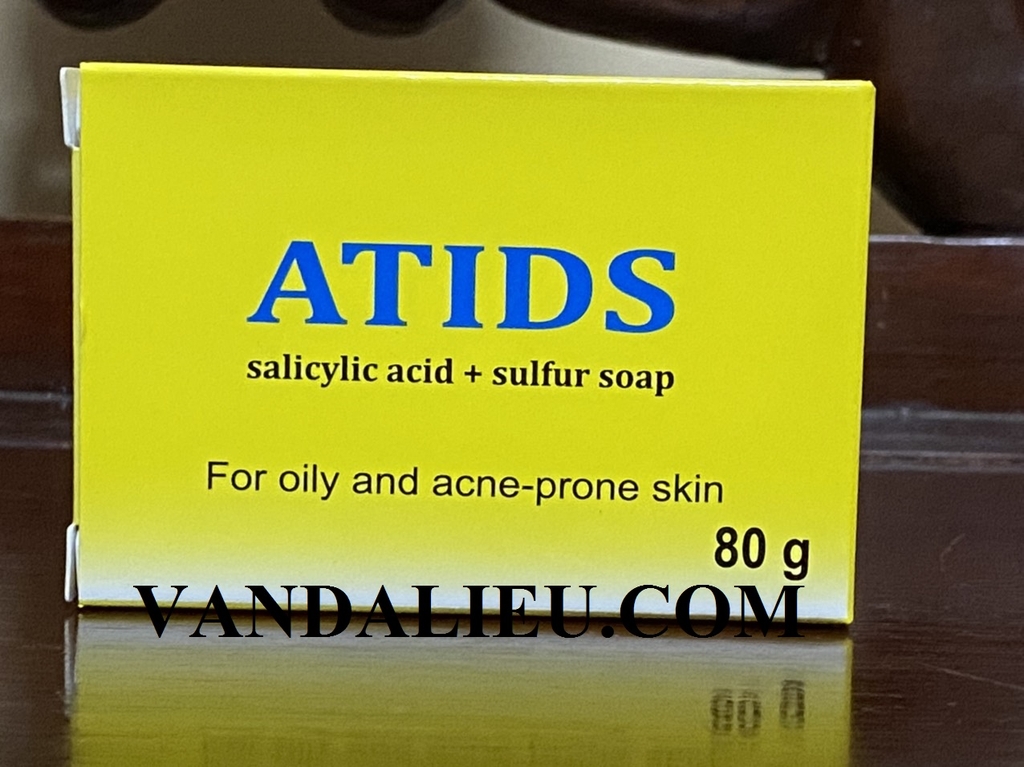 ATIDS
salicylic acid + sulfur soap
For oily and acne-prone skin
80 g
VANDALIEU.COM